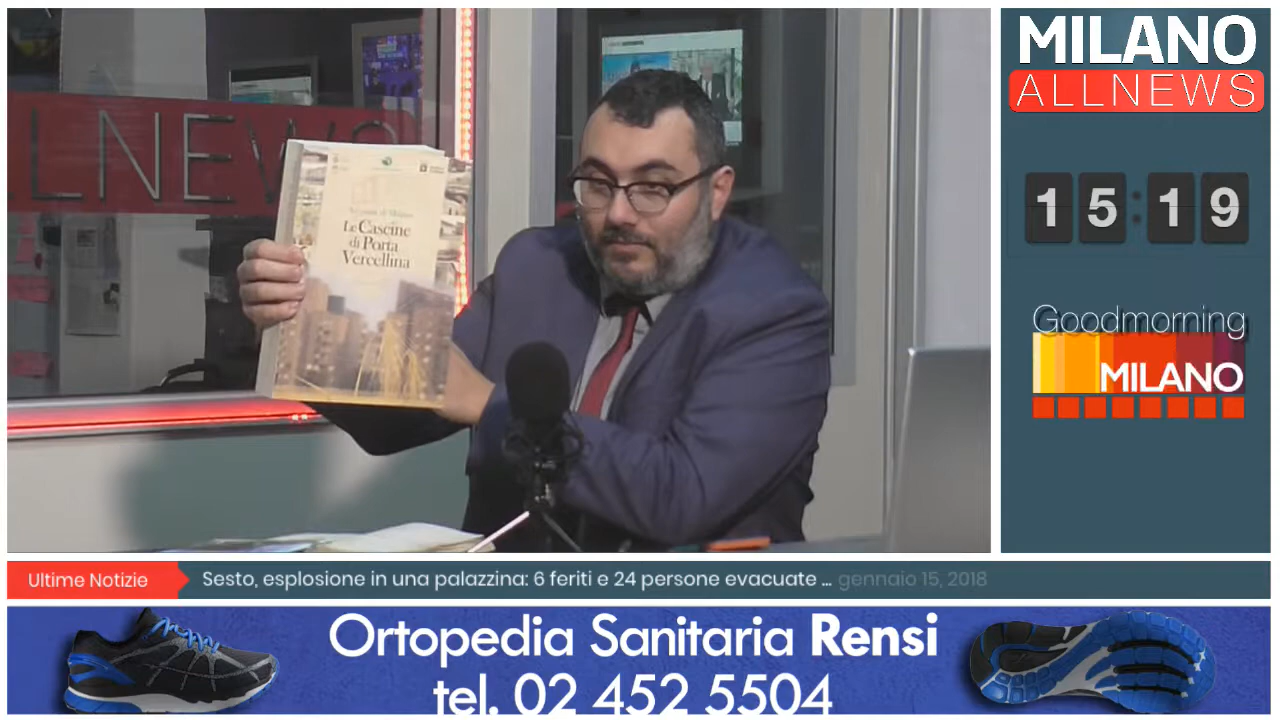 MILANO
ALLNEWS
LNEWS
Le Cascine
di Porta
Vercellina
15:19
Goodmorning
MILANO
Ultime Notizie
Sesto, esplosione in una palazzina: 6 feriti e 24 persone evacuate ... gennaio 15, 2018
Ortopedia Sanitaria Rensi
tel. 02 452 5504